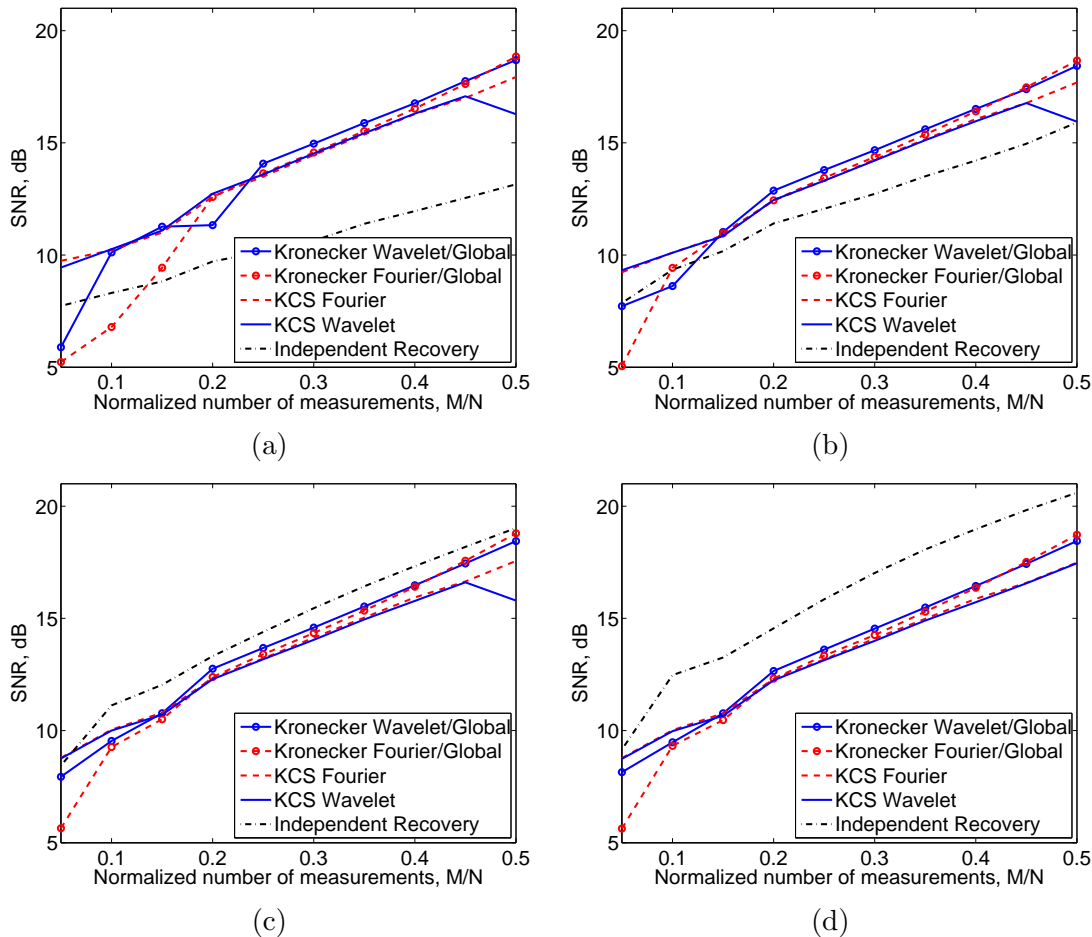 20
15
10
5
SNR, dB
Kronecker Wavelet/Global
Kronecker Fourier/Global
KCS Fourier
KCS Wavelet
Independent Recovery
0.1 0.2 0.3 0.4 0.5
Normalized number of measurements, M/N
(a)
20
15
10
5
SNR, dB
Kronecker Wavelet/Global
Kronecker Fourier/Global
KCS Fourier
KCS Wavelet
Independent Recovery
0.1 0.2 0.3 0.4 0.5
Normalized number of measurements, M/N
(b)
20
15
10
5
SNR, dB
Kronecker Wavelet/Global
Kronecker Fourier/Global
KCS Fourier
KCS Wavelet
Independent Recovery
0.1 0.2 0.3 0.4 0.5
Normalized number of measurements, M/N
(c)
20
15
10
5
SNR, dB
Kronecker Wavelet/Global
Kronecker Fourier/Global
KCS Fourier
KCS Wavelet
Independent Recovery
0.1 0.2 0.3 0.4 0.5
Normalized number of measurements, M/N
(d)